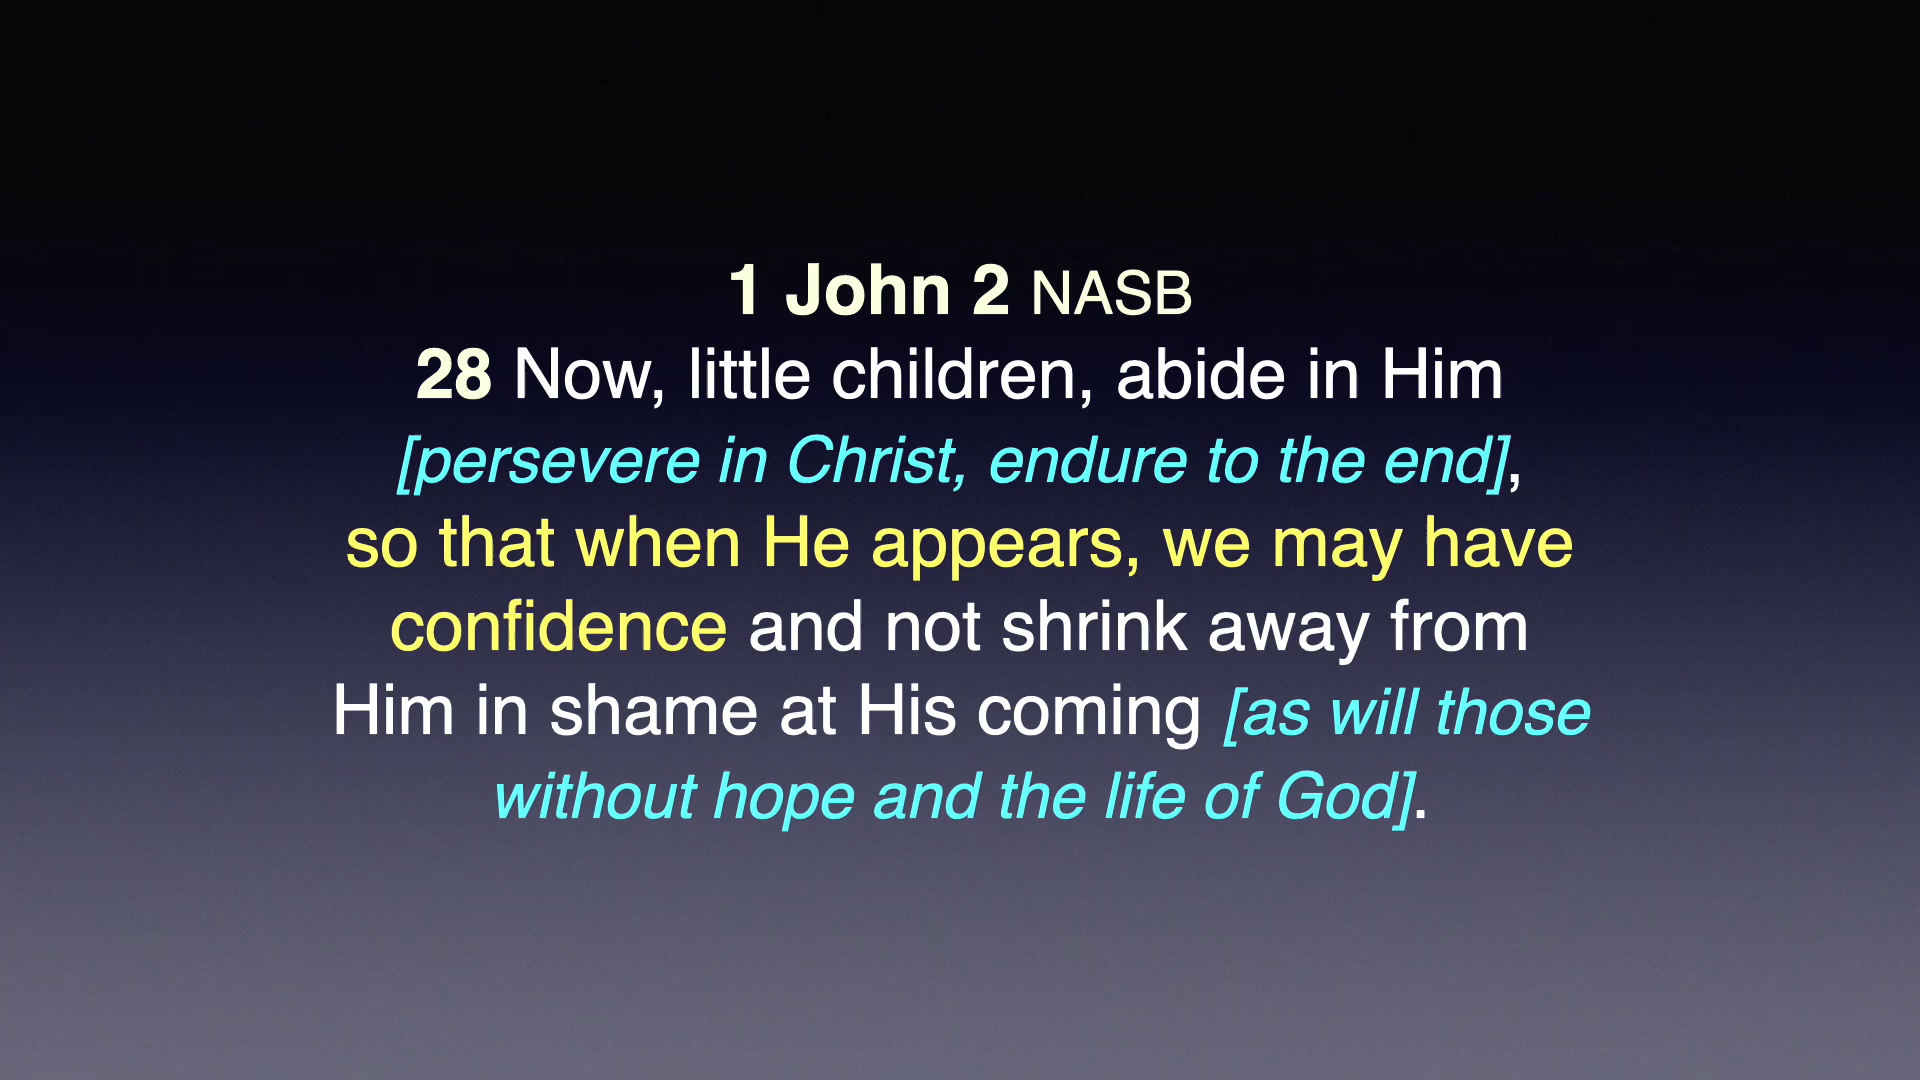 1 John 2 NASB
28 Now, little children, abide in Him
[persevere in Christ, endure to the end],
so that when He appears, we may have
confidence and not shrink away from
Him in shame at His coming [as will those
without hope and the life of God].